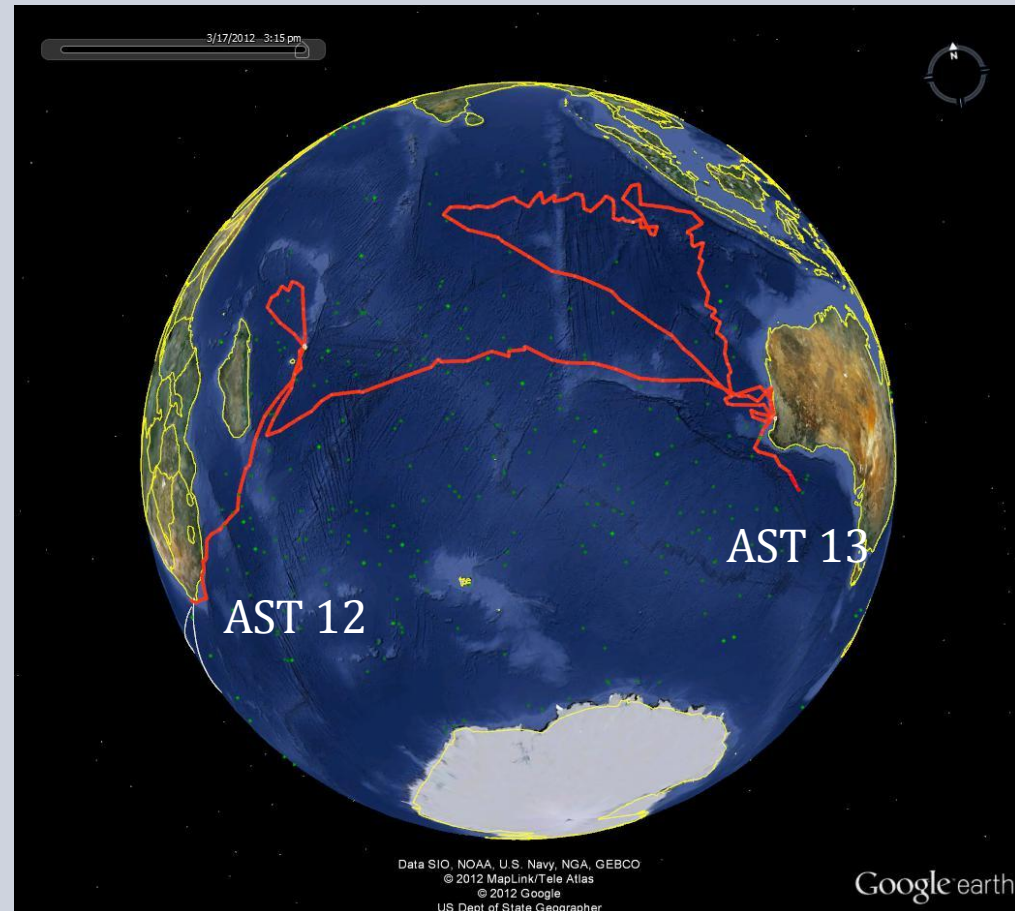 3/17/2012 3:15 pm
N
AST 13
AST 12
Data SIO, NOAA, U.S. Navy, NGA, GEBCO
© 2012 MapLink/Tele Atlas
© 2012 Google
US Dept of State Geographer
Google earth